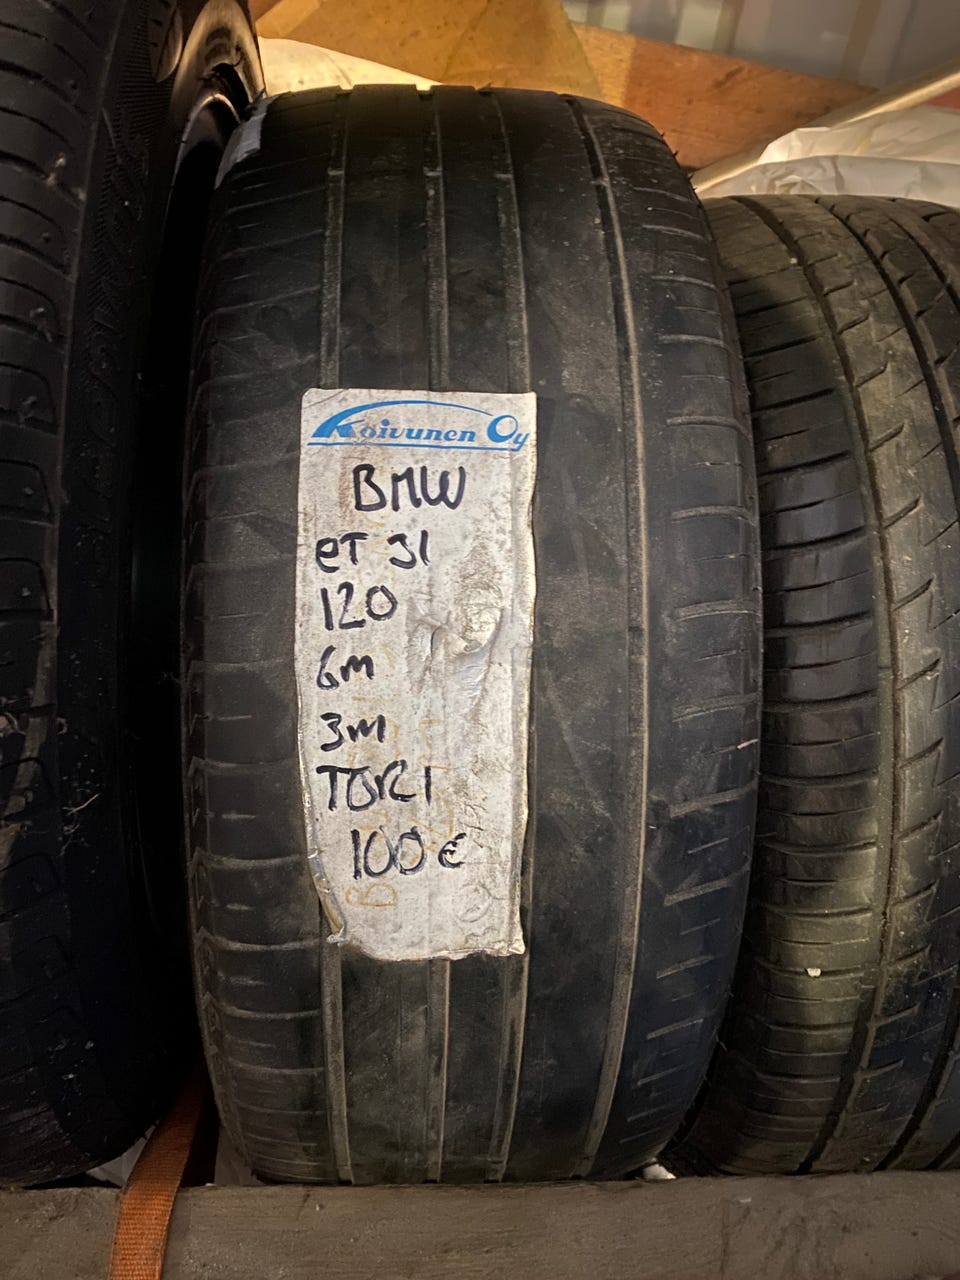 Koivunen Oy
BMW
eT 31
120
6m
3m
TORI
100 €